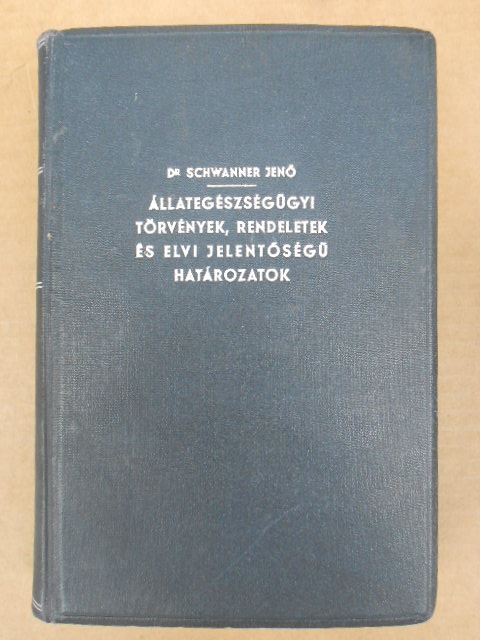 DR SCHWANNER JENŐ
ÁLLATEGÉSZSÉGÜGYI
TÖRVÉNYEK, RENDELETEK
ÉS ELVI JELENTŐSÉGŰ
HATÁROZATOK